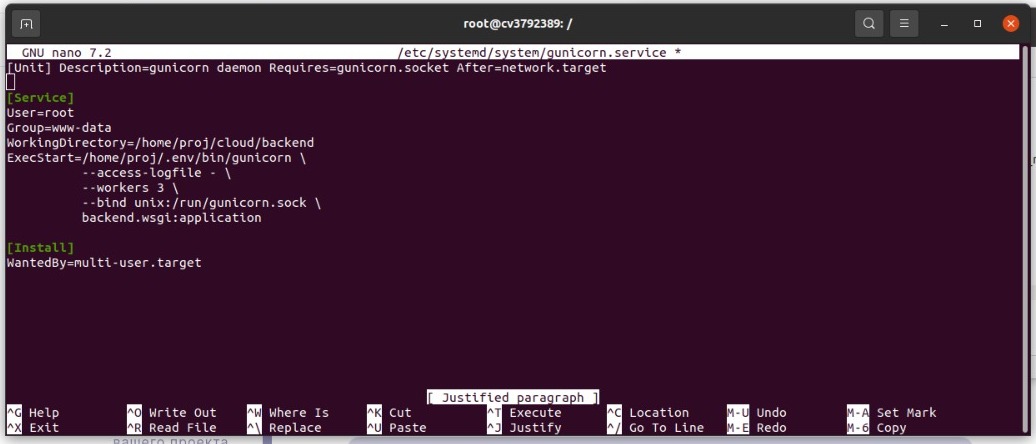 root@cv3792389: /
GNU nano 7.2 /etc/systemd/system/gunicorn.service *
[Unit] Description=gunicorn daemon Requires=gunicorn.socket After=network.target
[Service]
User=root
Group=www-data
WorkingDirectory=/home/proj/cloud/backend
ExecStart=/home/proj/.env/bin/gunicorn \
--access-logfile - \
--workers 3 \
--bind unix:/run/gunicorn.sock \
backend.wsgi:application
[Install]
WantedBy=multi-user.target
[ Justified paragraph ]
^G Help ^O Write Out ^W Where Is ^K Cut ^T Execute ^C Location M-U Undo M-A Set Mark
^X Exit ^R Read File ^\ Replace ^U Paste ^J Justify ^/ Go To Line M-E Redo M-6 Copy
вашего проекта